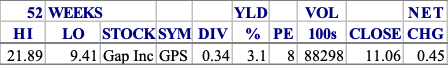 52 WEEKS YLD VOL NET
HI LO STOCK SYM DIV % PE 100s CLOSE CHG
21.89 9.41 Gap Inc GPS 0.34 3.1 8 88298 11.06 0.45